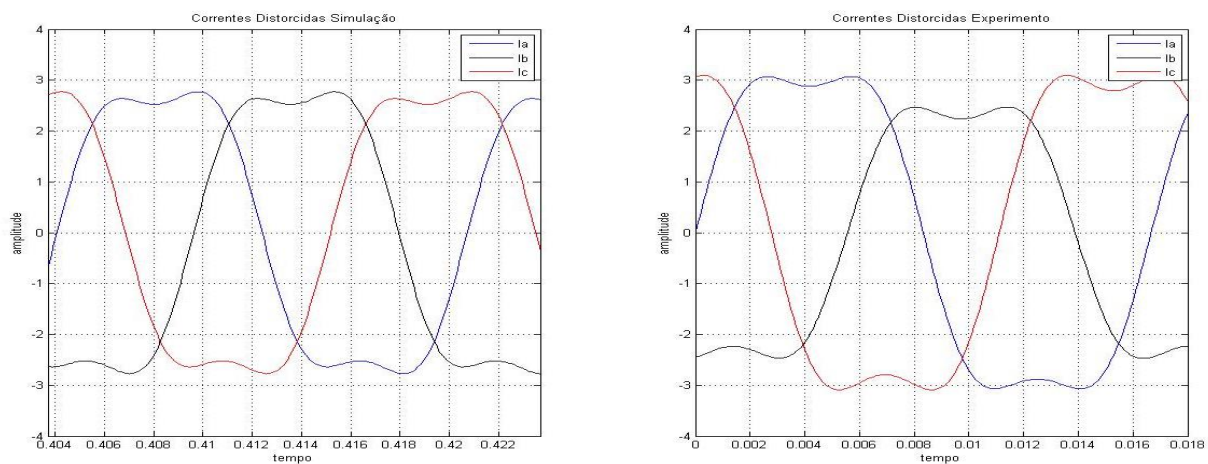 Correntes Distorcidas Simulação
4
3
2
1
0
-1
-2
-3
-4
amplitude
Ia
Ib
Ic
0.404 0.406 0.408 0.41 0.412 0.414 0.416 0.418 0.42 0.422
tempo
Correntes Distorcidas Experimento
4
3
2
1
0
-1
-2
-3
-4
amplitude
Ia
Ib
Ic
0 0.002 0.004 0.006 0.008 0.01 0.012 0.014 0.016 0.018
tempo